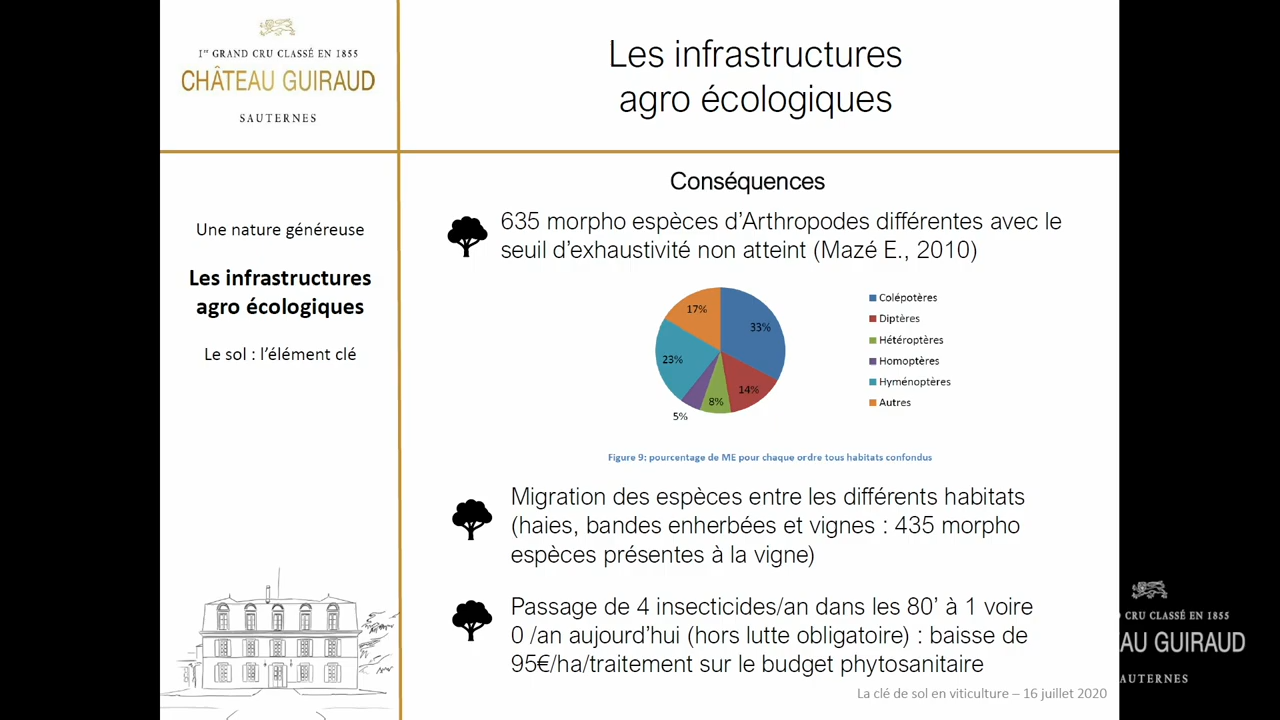 1er GRAND CRU CLASSÉ EN 1855
CHÂTEAU GUIRAUD
SAUTERNES
Les infrastructures
agro écologiques
Une nature généreuse
Les infrastructures
agro écologiques
Le sol : l’élément clé
Conséquences
635 morpho espèces d’Arthropodes différentes avec le
seuil d’exhaustivité non atteint (Mazé E., 2010)
17%
33%
23%
14%
8%
5%
Colépotères
Diptères
Hétéroptères
Homoptères
Hyménoptères
Autres
Figure 9: pourcentage de ME pour chaque ordre tous habitats confondus
Migration des espèces entre les différents habitats
(haies, bandes enherbées et vignes : 435 morpho
espèces présentes à la vigne)
Passage de 4 insecticides/an dans les 80’ à 1 voire
0 /an aujourd’hui (hors lutte obligatoire) : baisse de
95€/ha/traitement sur le budget phytosanitaire
La clé de sol en viticulture – 16 juillet 2020
D CRU CLASSÉ EN 1855
AU GUIRAUD
AUTERNES